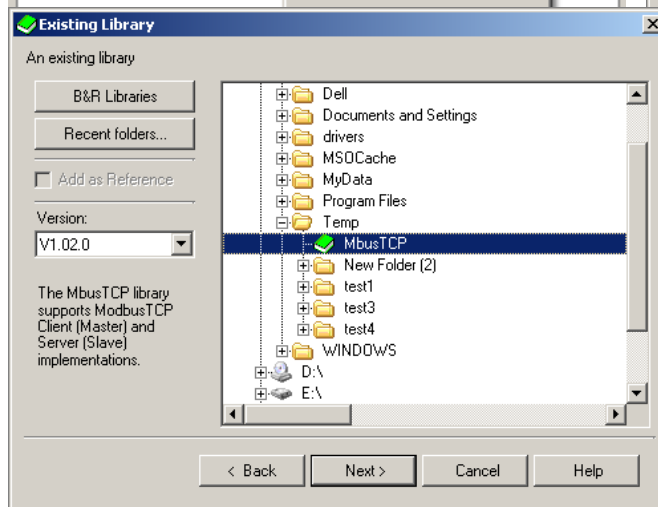 Existing Library
An existing library
B&R Libraries
Recent folders...
Add as Reference
Version:
V1.02.0
The MbusTCP library
supports ModbusTCP
Client (Master) and
Server (Slave)
implementations.
Dell
Documents and Settings
drivers
MSOCache
MyData
Program Files
Temp
MbusTCP
New Folder (2)
test1
test3
test4
WINDOWS
D:\
E:\
< Back
Next >
Cancel
Help